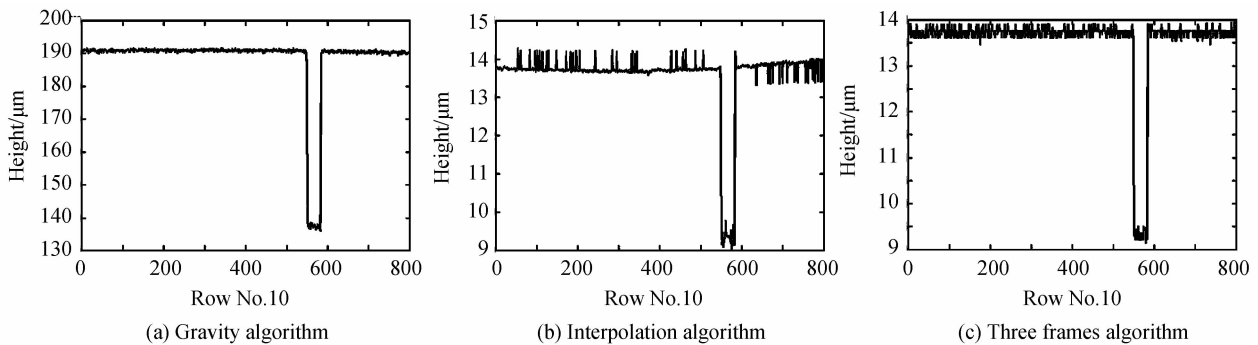 200
190
180
170
160
150
140
130
Height/μm
0 200 400 600 800
Row No.10
(a) Gravity algorithm
15
14
13
12
11
10
9
Height/μm
0 200 400 600 800
Row No.10
(b) Interpolation algorithm
14
13
12
11
10
9
Height/μm
0 200 400 600 800
Row No.10
(c) Three frames algorithm